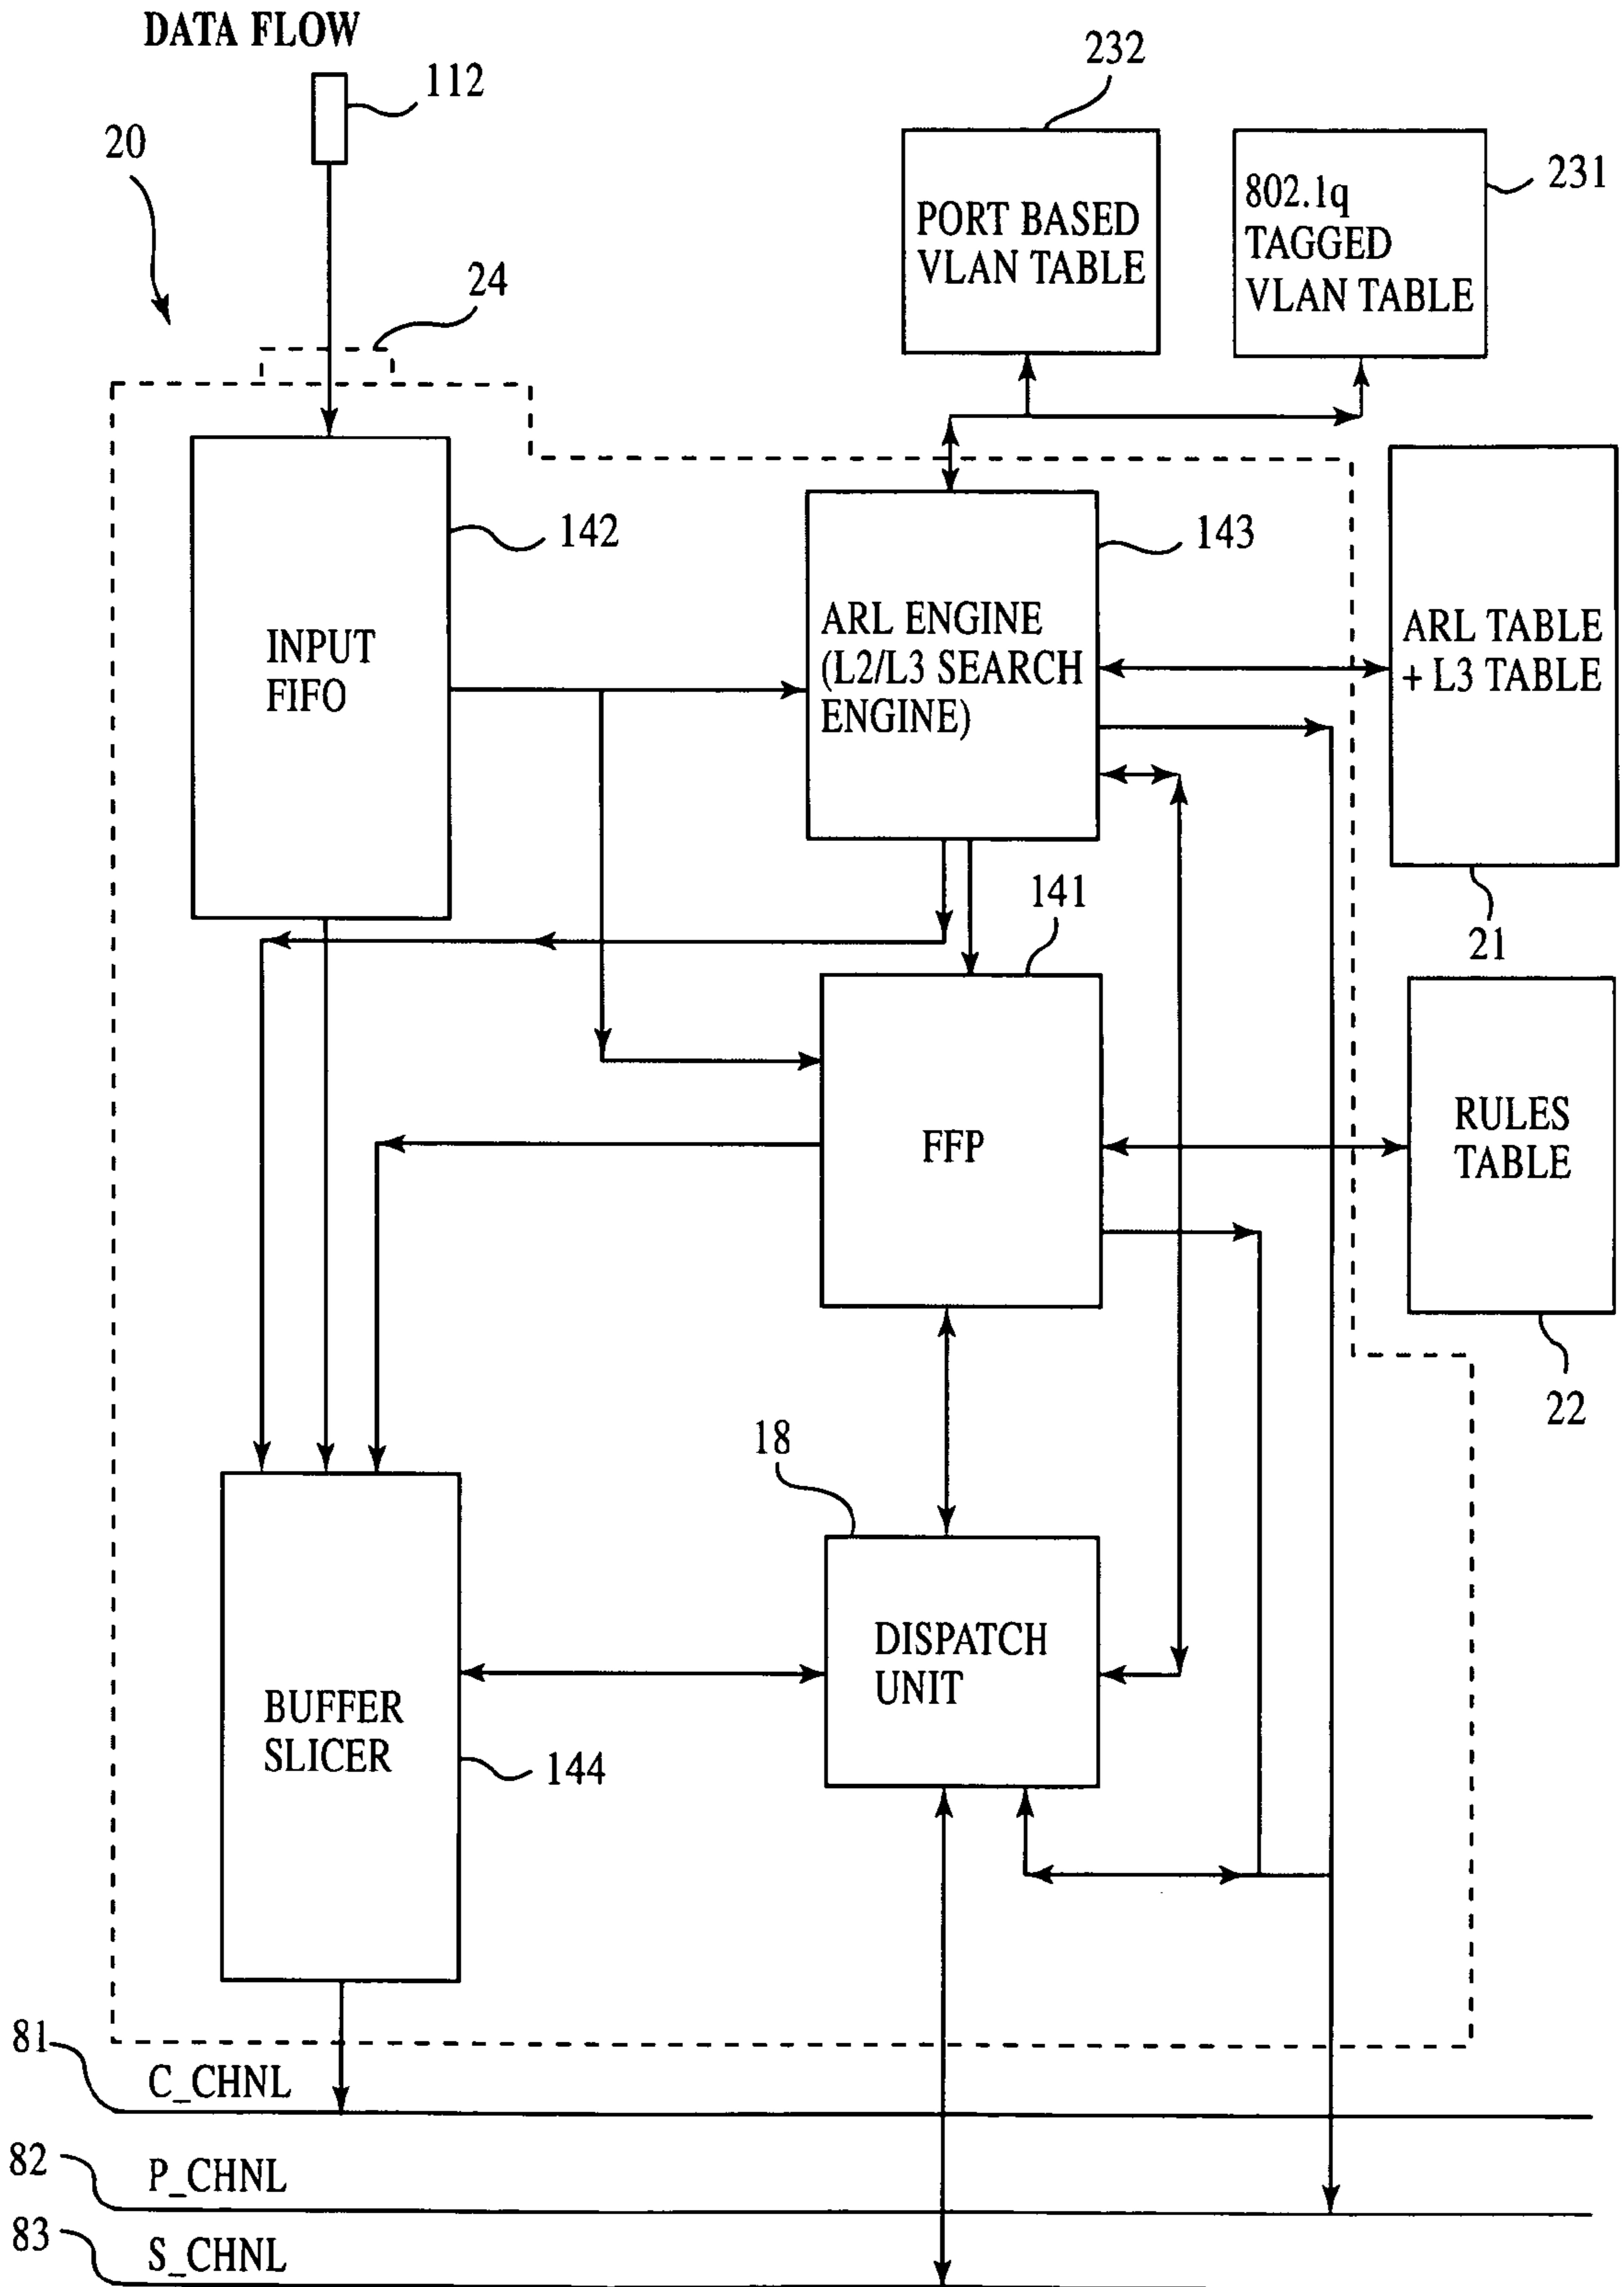 DATA FLOW
112
20
24
232
231
PORT BASED
VLAN TABLE
802.1q
TAGGED
VLAN TABLE
142
143
INPUT
FIFO
ARL ENGINE
(L2/L3 SEARCH
ENGINE)
ARL TABLE
+ L3 TABLE
21
141
FFP
RULES
TABLE
22
18
DISPATCH
UNIT
BUFFER
SLICER
144
81
C_CHNL
82
P_CHNL
83
S_CHNL